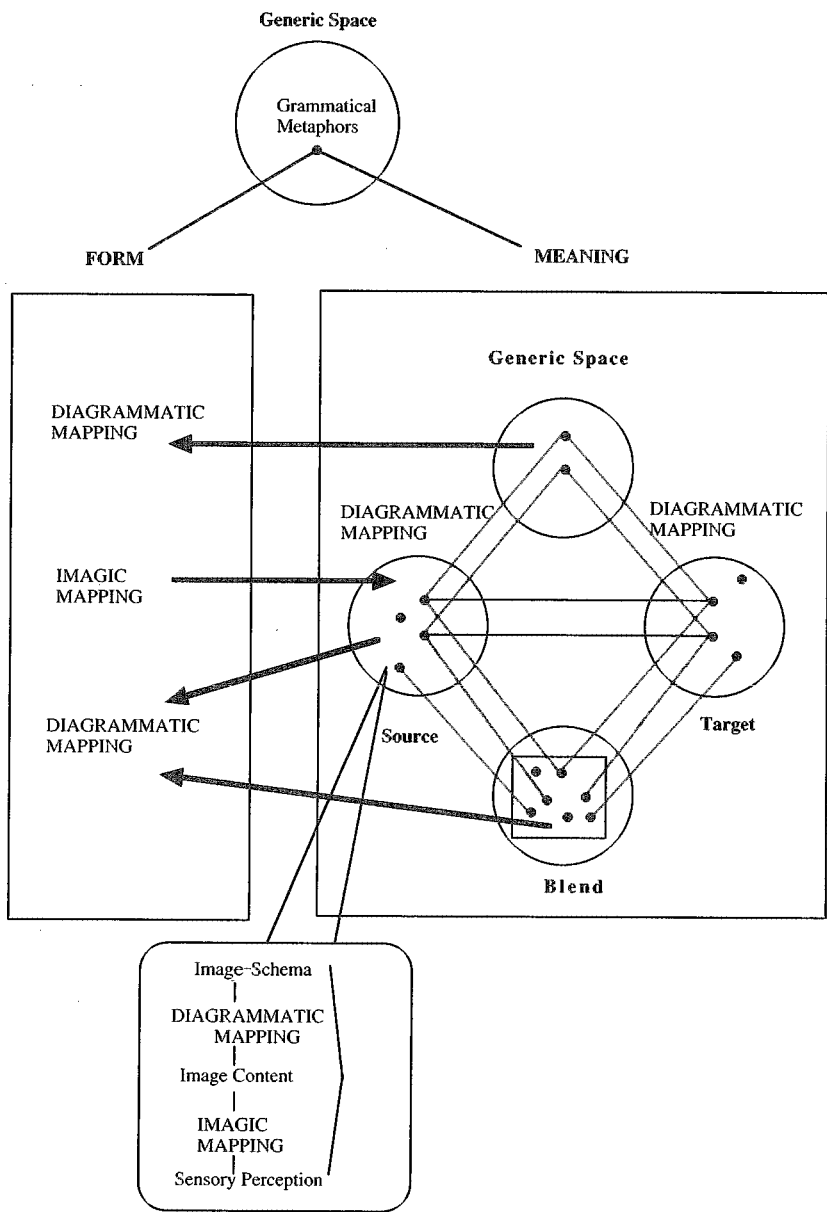 Generic Space
Grammatical
Metaphors
FORM
MEANING
Generic Space
DIAGRAMMATIC
MAPPING
DIAGRAMMATIC
MAPPING
DIAGRAMMATIC
MAPPING
IMAGIC
MAPPING
DIAGRAMMATIC
MAPPING
Source
Target
Blend
Image-Schema
DIAGRAMMATIC
MAPPING
Image Content
IMAGIC
MAPPING
Sensory Perception